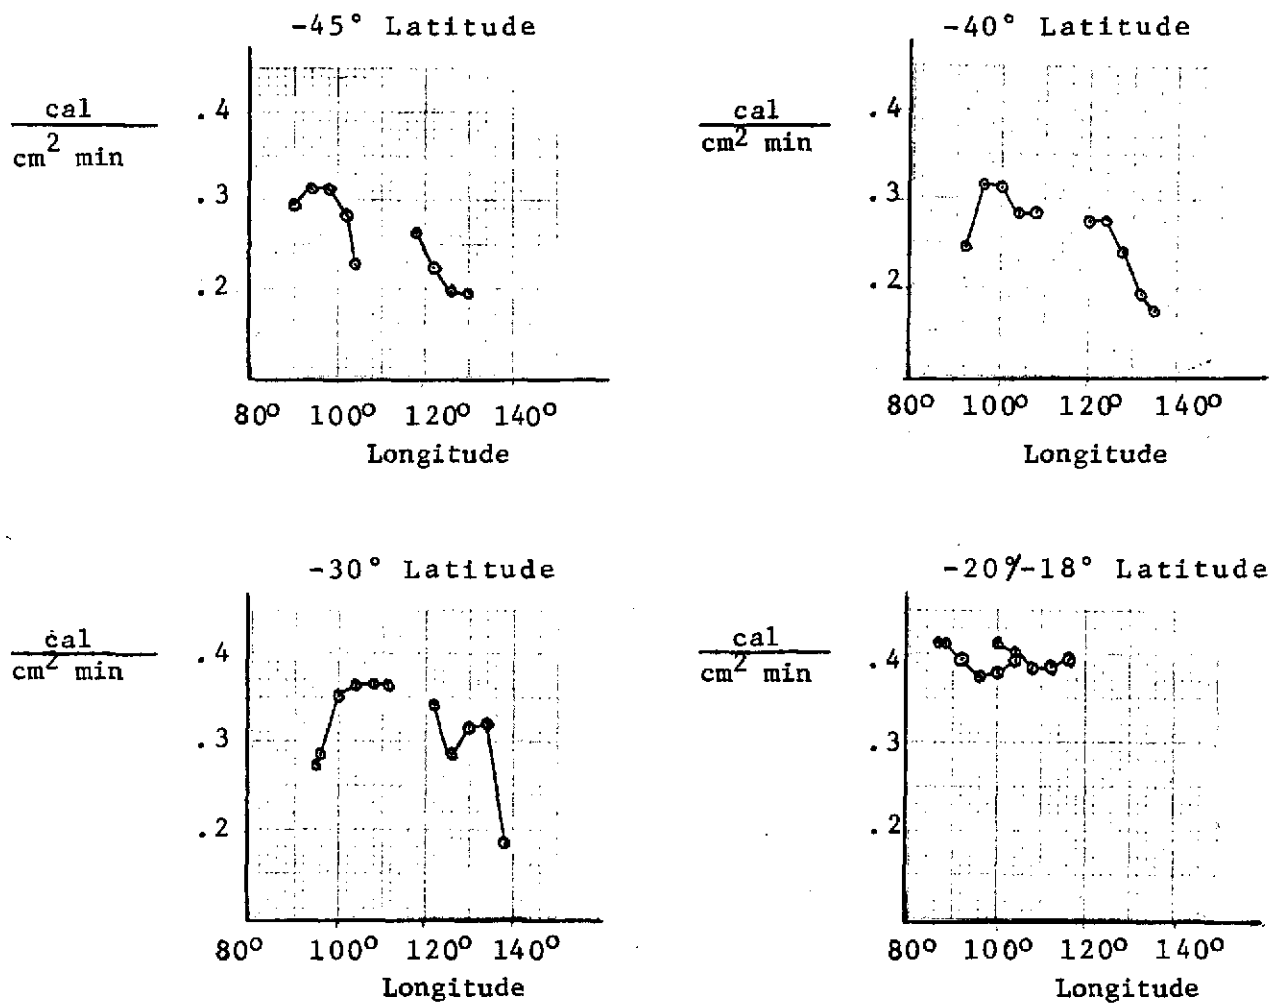 -45° Latitude
cal
cm² min
.4
.3
.2
80° 100° 120° 140°
Longitude
-40° Latitude
cal
cm² min
.4
.3
.2
80° 100° 120° 140°
Longitude
-30° Latitude
cal
cm² min
.4
.3
.2
80° 100° 120° 140°
Longitude
-20°/-18° Latitude
cal
cm² min
.4
.3
.2
80° 100° 120° 140°
Longitude